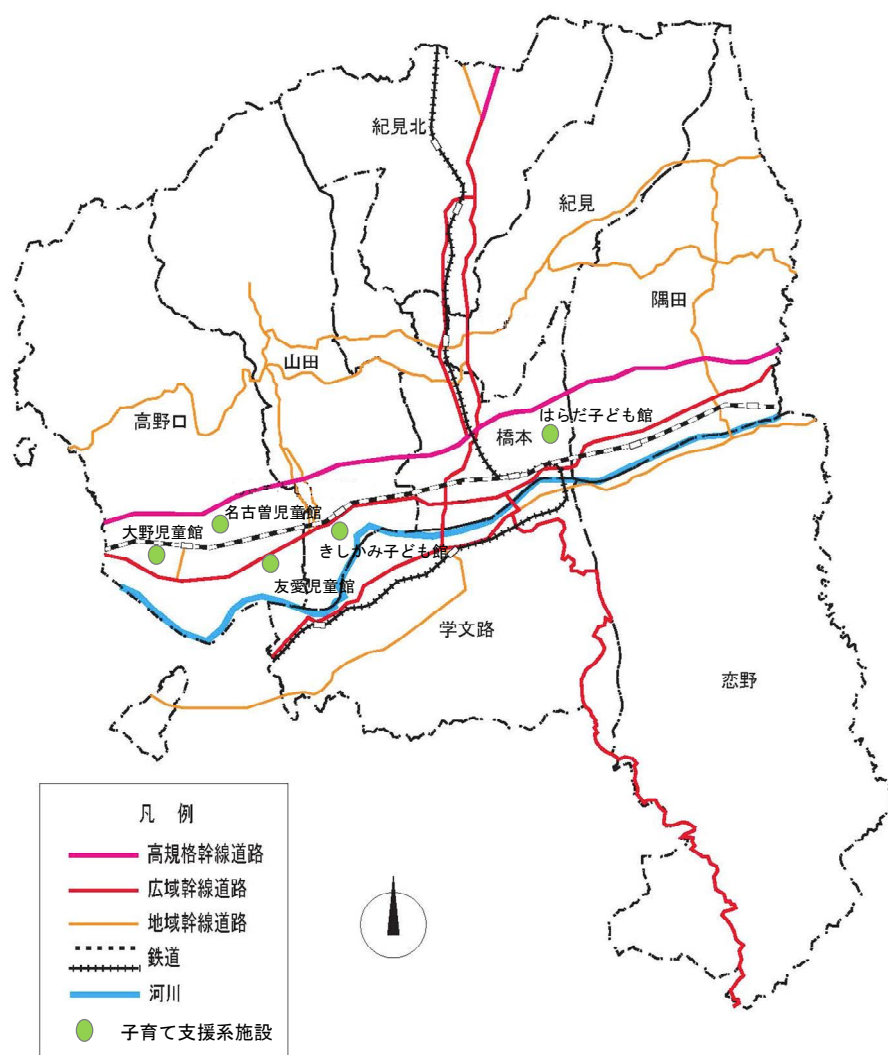 紀見北
紀見
隅田
山田
高野口
はらだ子ども館
橋本
名古曽児童館
大野児童館
きしかみ子ども館
友愛児童館
学文路
恋野
凡 例
高規格幹線道路
広域幹線道路
地域幹線道路
鉄道
河川
子育て支援系施設